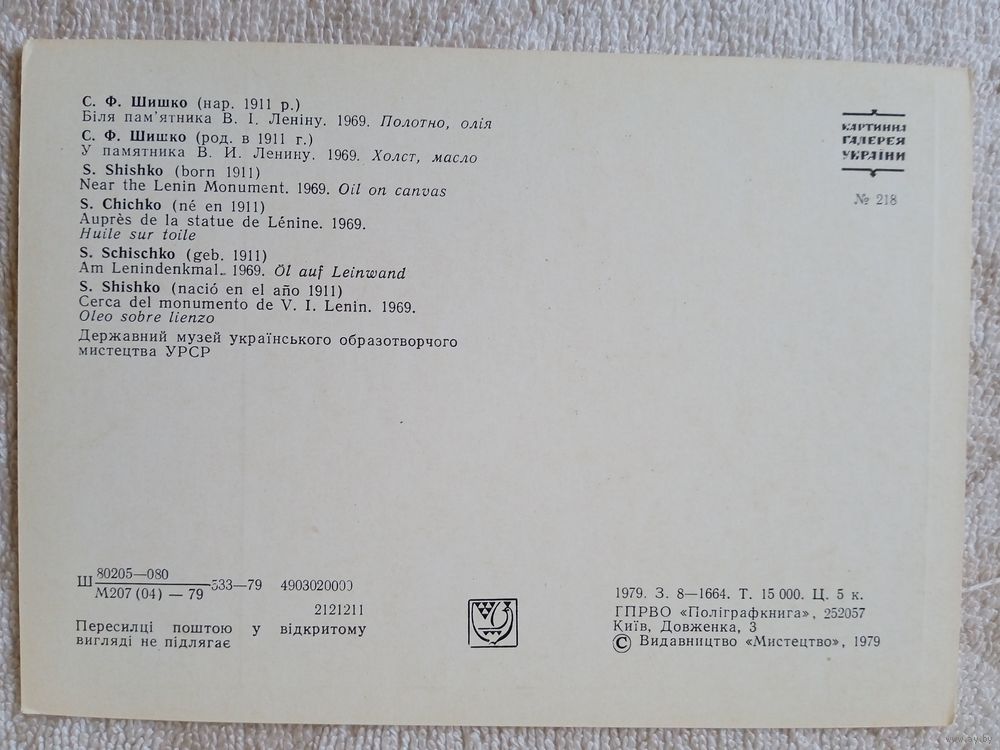 С. Ф. Шишко (нар. 1911 р.)
Біля пам'ятника В. І. Леніну. 1969. Полотно, олія
С. Ф. Шишко (род. в 1911 г.)
У памятника В. И. Ленину. 1969. Холст, масло
S. Shishko (born 1911)
Near the Lenin Monument. 1969. Oil on canvas
S. Chichko (né en 1911)
Auprès de la statue de Lénine. 1969.
Huile sur toile
S. Schischko (geb. 1911)
Am Lenindenkmal. 1969. Öl auf Leinwand
S. Shishko (nació en el año 1911)
Cerca del monumento de V. I. Lenin. 1969.
Oleo sobre lienzo
Державний музей українського образотворчого
мистецтва УРСР
КАРТИННА
ГАЛЕРЕЯ
УКРАЇНИ
№ 218
Ш 80205—080
М207 (04) — 79 533—79 4903020000
2121211
Пересилці поштою у відкритому
вигляді не підлягає
1979. З. 8—1664. Т. 15 000. Ц. 5 к.
ГПРВО «Поліграфкнига», 252057
Київ, Довженка, 3
© Видавництво «Мистецтво», 1979
www.ay.by